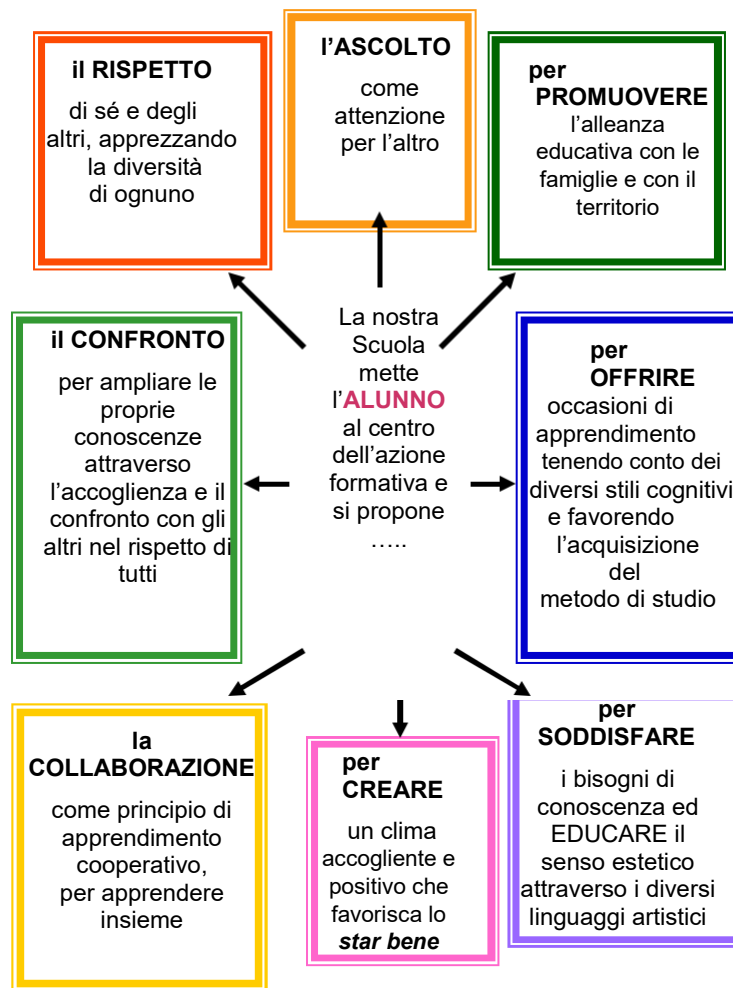 il RISPETTO
di sé e degli
altri, apprezzando
la diversità
di ognuno
l’ASCOLTO
come
attenzione
per l’altro
per
PROMUOVERE
l’alleanza
educativa con le
famiglie e con il
territorio
il CONFRONTO
per ampliare le
proprie
conoscenze
attraverso
l’accoglienza e il
confronto con gli
altri nel rispetto di
tutti
La nostra
Scuola
mette
l’ALUNNO
al centro
dell’azione
formativa e
si propone
…..
per
OFFRIRE
occasioni di
apprendimento
tenendo conto dei
diversi stili cognitivi
e favorendo
l’acquisizione
del
metodo di studio
la
COLLABORAZIONE
come principio di
apprendimento
cooperativo,
per apprendere
insieme
per
CREARE
un clima
accogliente e
positivo che
favorisca lo
star bene
per
SODDISFARE
i bisogni di
conoscenza ed
EDUCARE il
senso estetico
attraverso i diversi
linguaggi artistici